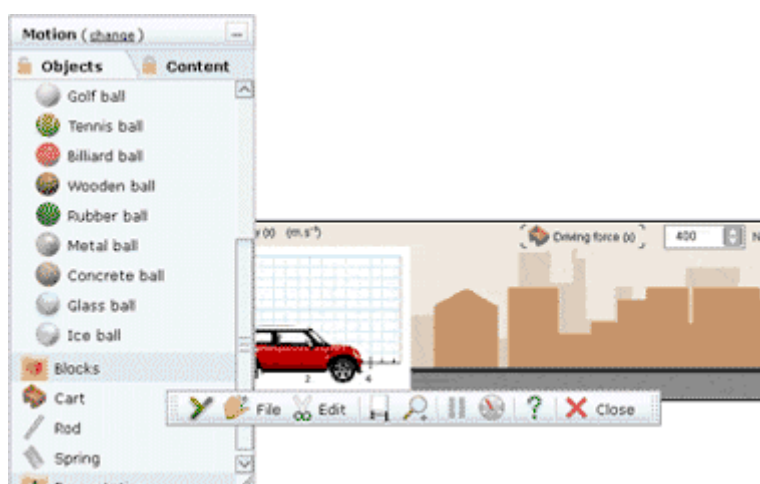 Motion ( change )
Objects Content
Golf ball
Tennis ball
Billiard ball
Wooden ball
Rubber ball
Metal ball
Concrete ball
Glass ball
Ice ball
Blocks
Cart
Rod
Spring
y (x) (m.s⁻¹)
Driving force (x) 400 N
2 4
File Edit ? Close